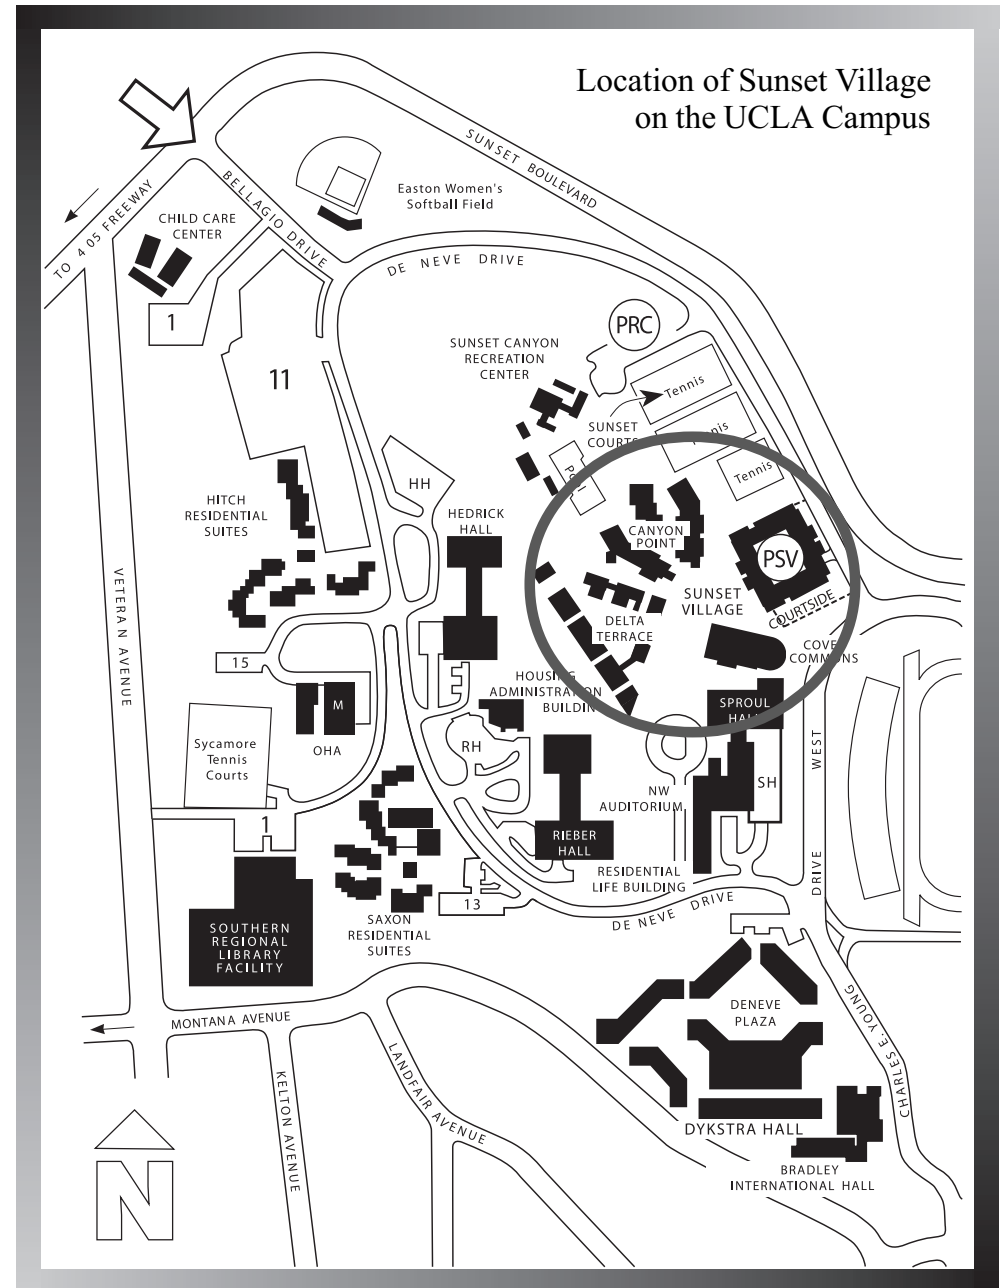 Location of Sunset Village
on the UCLA Campus
SUNSET BOULEVARD
TO 405 FREEWAY
BELLAGIO DRIVE
Easton Women's
Softball Field
CHILD CARE
CENTER
DE NEVE DRIVE
1
PRC
SUNSET CANYON
RECREATION
CENTER
11
Tennis
SUNSET
COURTS
Tennis
Tennis
Pool
HH
HITCH
RESIDENTIAL
SUITES
HEDRICK
HALL
CANYON
POINT
PSV
SUNSET
VILLAGE
COURTSIDE
DELTA
TERRACE
VETERAN AVENUE
COVEL
COMMONS
15
HOUSING
ADMINISTRATION
BUILDING
M
OHA
SPROUL
HALL
Sycamore
Tennis
Courts
RH
NW
AUDITORIUM
SH
1
RIEBER
HALL
RESIDENTIAL
LIFE BUILDING
13
DE NEVE DRIVE
CHARLES E. YOUNG
DRIVE WEST
SAXON
RESIDENTIAL
SUITES
SOUTHERN
REGIONAL
LIBRARY
FACILITY
MONTANA AVENUE
DENEVE
PLAZA
KELTON AVENUE
LANDFAIR AVENUE
DYKSTRA HALL
BRADLEY
INTERNATIONAL HALL
N